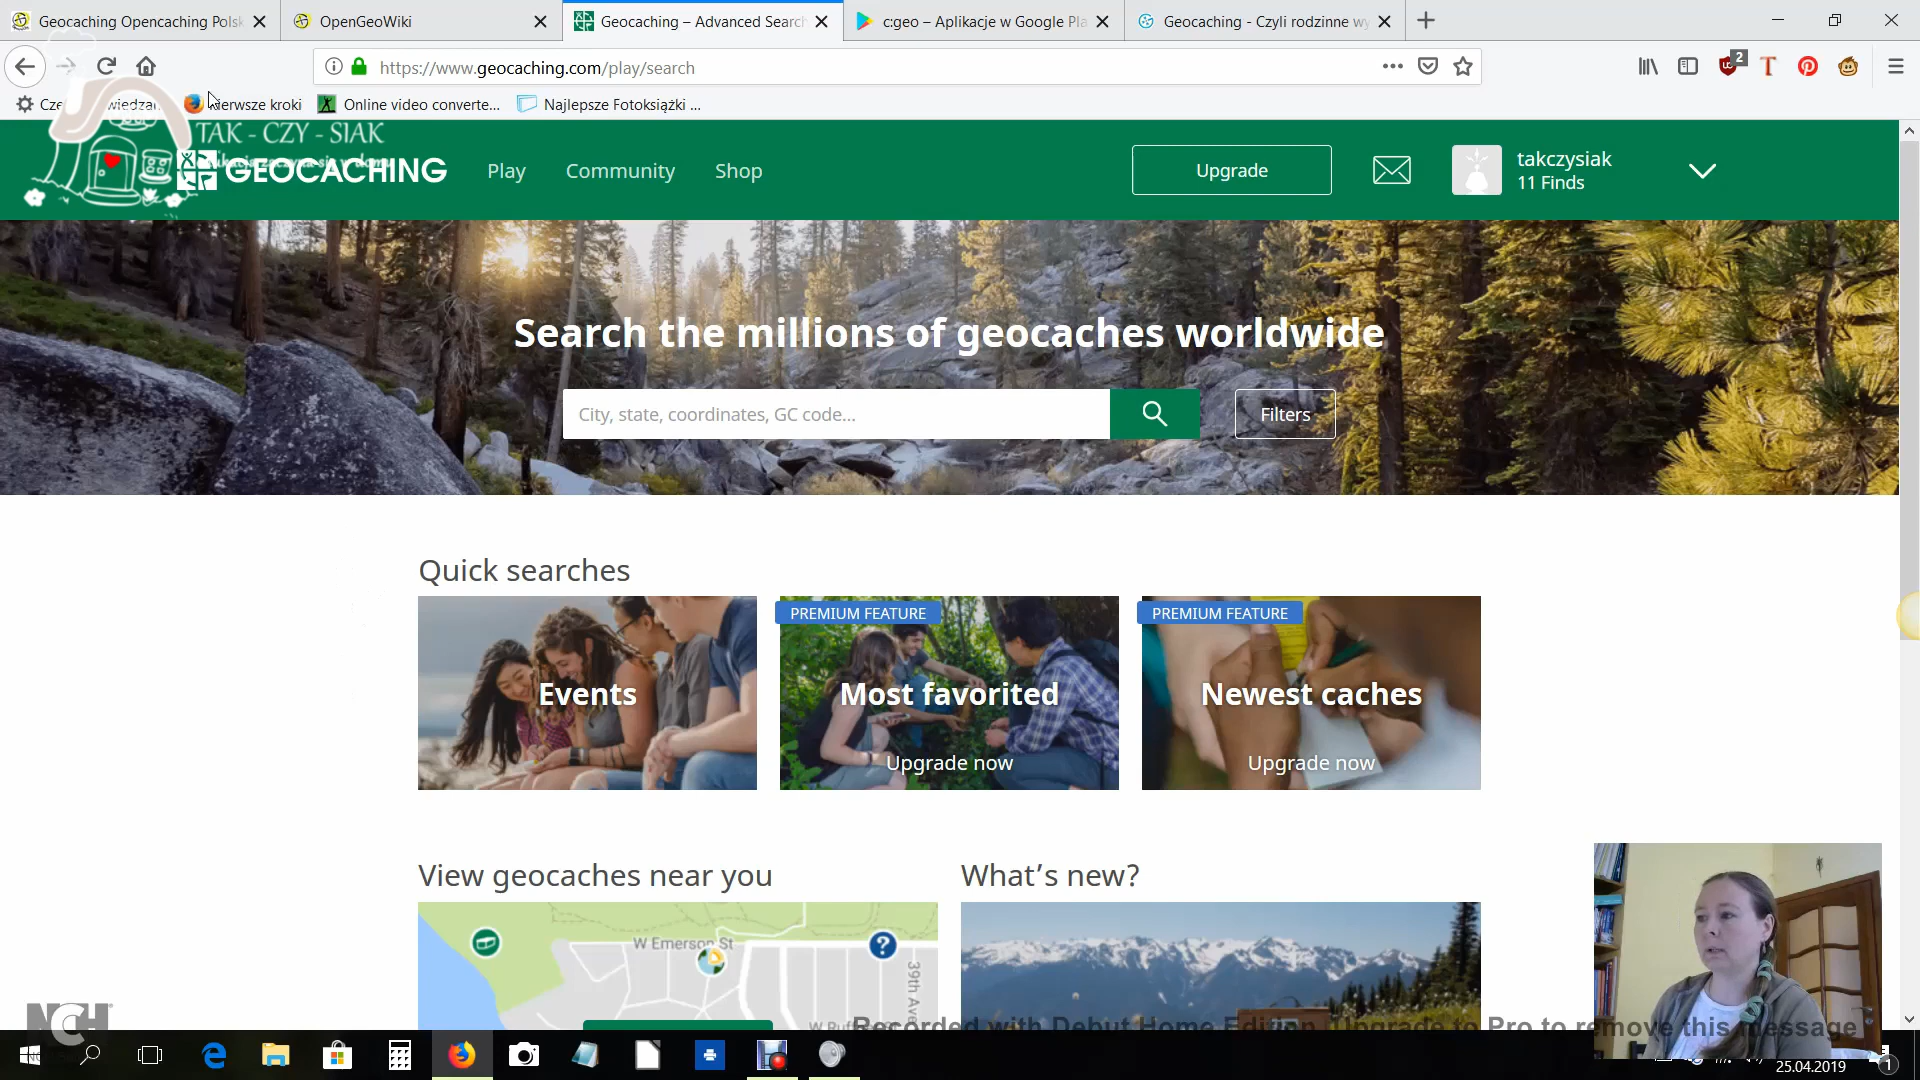 Geocaching Opencaching Polsk
OpenGeoWiki
Geocaching – Advanced Search
c:geo – Aplikacje w Google Pla
Geocaching - Czyli rodzinne wy
https://www.geocaching.com/play/search
2
Pierwsze kroki
Online video converte...
Najlepsze Fotoksiążki ...
TAK - CZY - SIAK
GEOCACHING
Play
Community
Shop
Upgrade
takczysiak
11 Finds
Search the millions of geocaches worldwide
City, state, coordinates, GC code...
Filters
Quick searches
PREMIUM FEATURE
PREMIUM FEATURE
Events
Most favorited
Newest caches
Upgrade now
Upgrade now
View geocaches near you
What's new?
W Emerson St
39th Ave
NCH
Recorded with Debut Home Edition. Upgrade to Pro to remove this message
25.04.2019
1